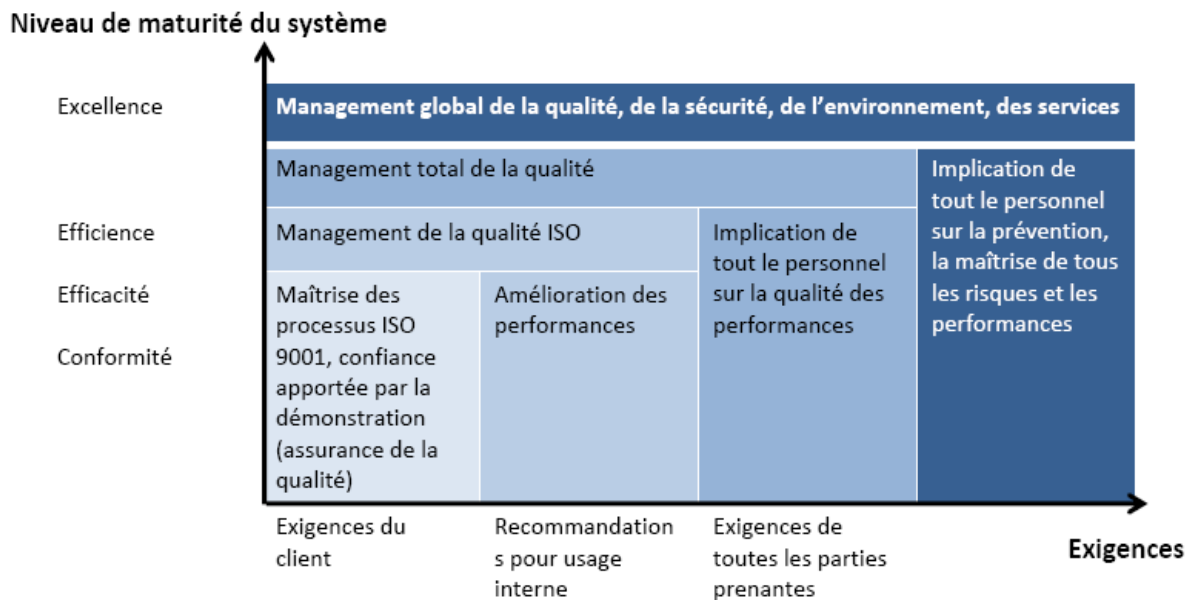 Niveau de maturité du système
Excellence
Management global de la qualité, de la sécurité, de l'environnement, des services
Management total de la qualité
Implication de
tout le personnel
sur la prévention,
la maîtrise de tous
les risques et les
performances
Efficience
Management de la qualité ISO
Implication de
tout le personnel
sur la qualité des
performances
Efficacité
Conformité
Maîtrise des
processus ISO
9001, confiance
apportée par la
démonstration
(assurance de la
qualité)
Amélioration des
performances
Exigences du
client
Recommandation
s pour usage
interne
Exigences de
toutes les parties
prenantes
Exigences